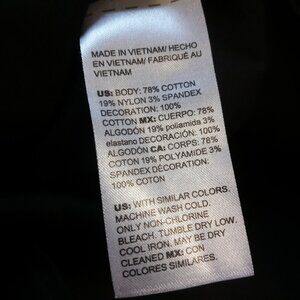 MADE IN VIETNAM/ HECHO
EN VIETNAM/ FABRIQUÉ AU
VIETNAM
US: BODY: 78% COTTON
19% NYLON 3% SPANDEX
DECORATION: 100%
COTTON MX: CUERPO: 78%
ALGODÓN 19% poliamida 3%
elastano DECORACIÓN: 100%
ALGODÓN CA: CORPS: 78%
COTON 19% POLYAMIDE 3%
SPANDEX DÉCORATION:
100% COTON
US: WITH SIMILAR COLORS.
MACHINE WASH COLD.
ONLY NON-CHLORINE
BLEACH. TUMBLE DRY LOW.
COOL IRON. MAY BE DRY
CLEANED MX: CON
COLORES SIMILARES.